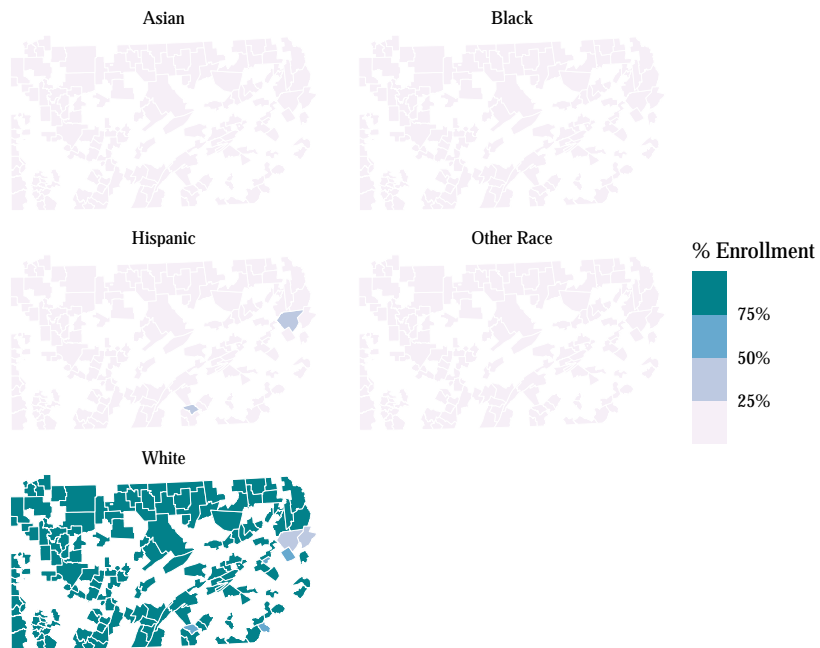 Asian
Black
Hispanic
Other Race
% Enrollment
75%
50%
25%
White